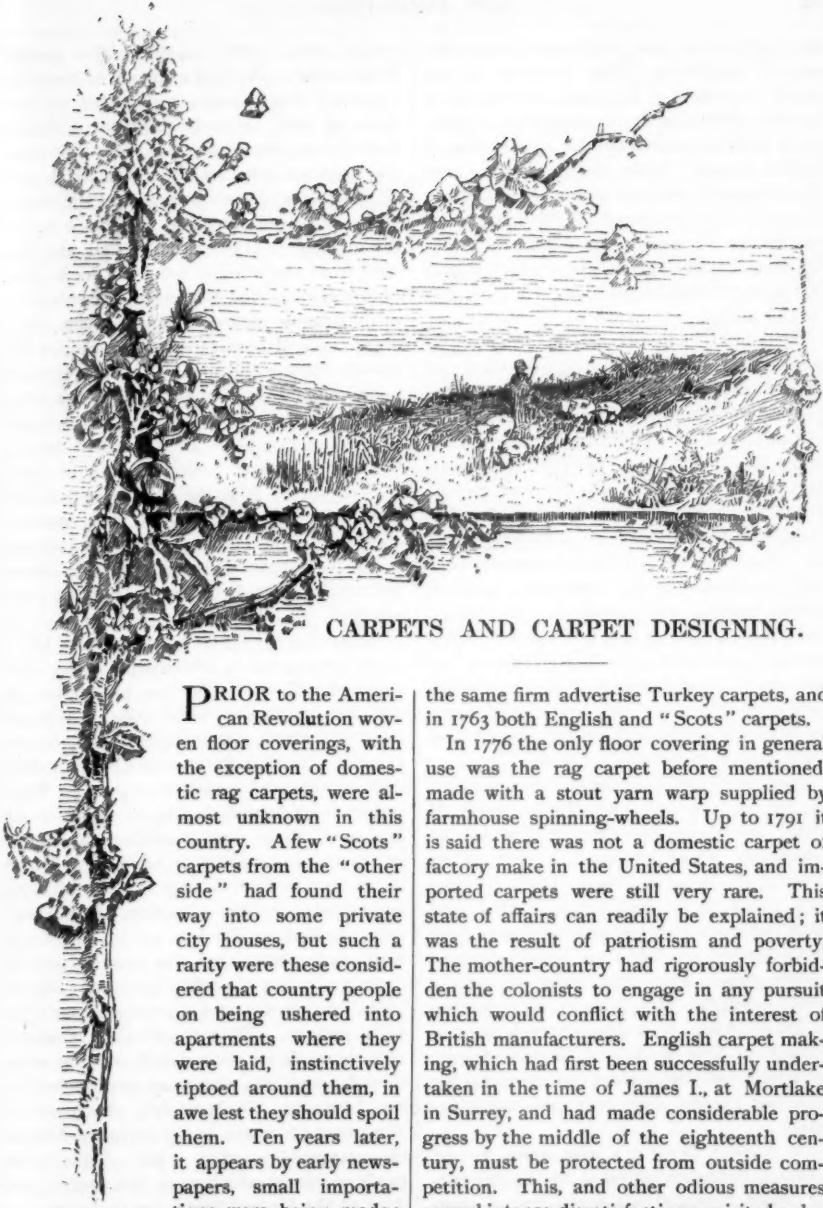 CARPETS AND CARPET DESIGNING.
PRIOR to the Ameri-
can Revolution wov-
en floor coverings, with
the exception of domes-
tic rag carpets, were al-
most unknown in this
country. A few “Scots”
carpets from the “other
side” had found their
way into some private
city houses, but such a
rarity were these consid-
ered that country people
on being ushered into
apartments where they
were laid, instinctively
tiptoed around them, in
awe lest they should spoil
them. Ten years later,
it appears by early news-
papers, small importa-
the same firm advertise Turkey carpets, and
in 1763 both English and “Scots” carpets.
In 1776 the only floor covering in general
use was the rag carpet before mentioned
made with a stout yarn warp supplied by
farmhouse spinning-wheels. Up to 1791 it
is said there was not a domestic carpet of
factory make in the United States, and im-
ported carpets were still very rare. This
state of affairs can readily be explained; it
was the result of patriotism and poverty
The mother-country had rigorously forbid-
den the colonists to engage in any pursuit
which would conflict with the interest of
British manufacturers. English carpet mak-
ing, which had first been successfully under-
taken in the time of James I., at Mortlake
in Surrey, and had made considerable pro-
gress by the middle of the eighteenth cen-
tury, must be protected from outside com-
petition. This, and other odious measures